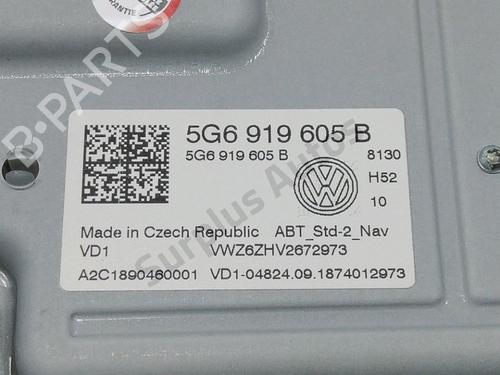 B-PARTS
5G6 919 605 B
5G6 919 605 B
8130
H52
10
Made in Czech Republic ABT_Std-2_Nav
VD1 VWZ6ZHV2672973
A2C1890460001 VD1-04824.09.1874012973
Surplus Autos